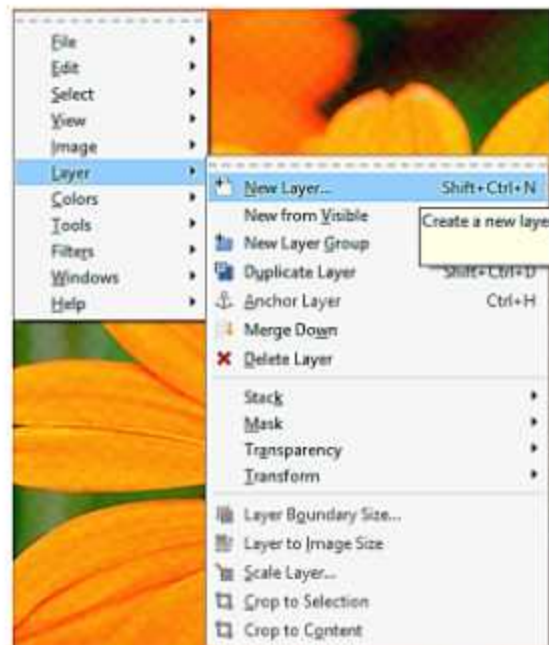 File
Edit
Select
View
Image
Layer
Colors
Tools
Filters
Windows
Help
New Layer... Shift+Ctrl+N
New from Visible
Create a new laye
New Layer Group
Duplicate Layer Shift+Ctrl+D
Anchor Layer Ctrl+H
Merge Down
Delete Layer
Stack
Mask
Transparency
Transform
Layer Boundary Size...
Layer to Image Size
Scale Layer...
Crop to Selection
Crop to Content